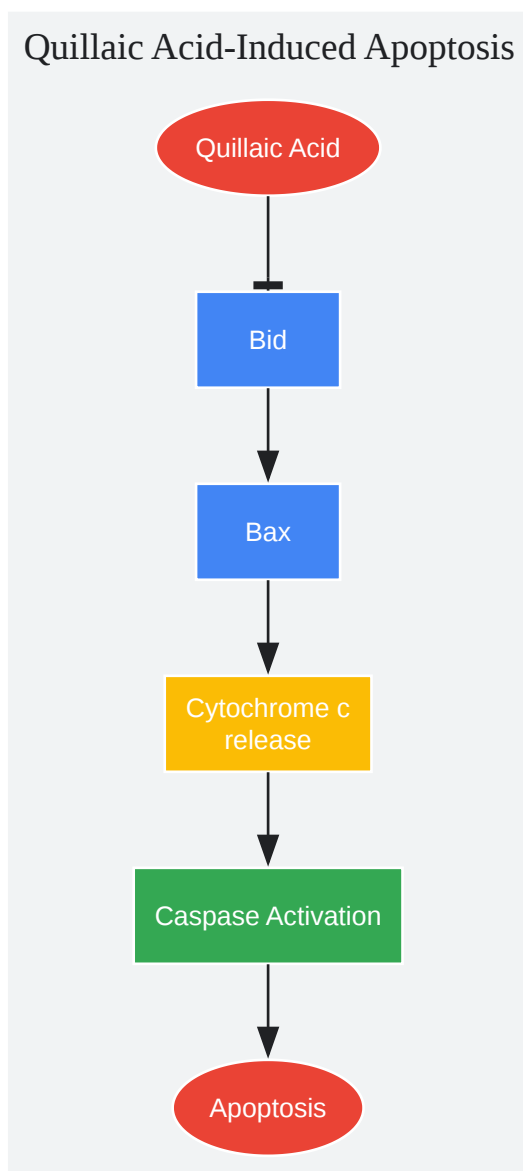 Quillaic Acid-Induced Apoptosis
Quillaic Acid
Bid
Bax
Cytochrome c
release
Caspase Activation
Apoptosis